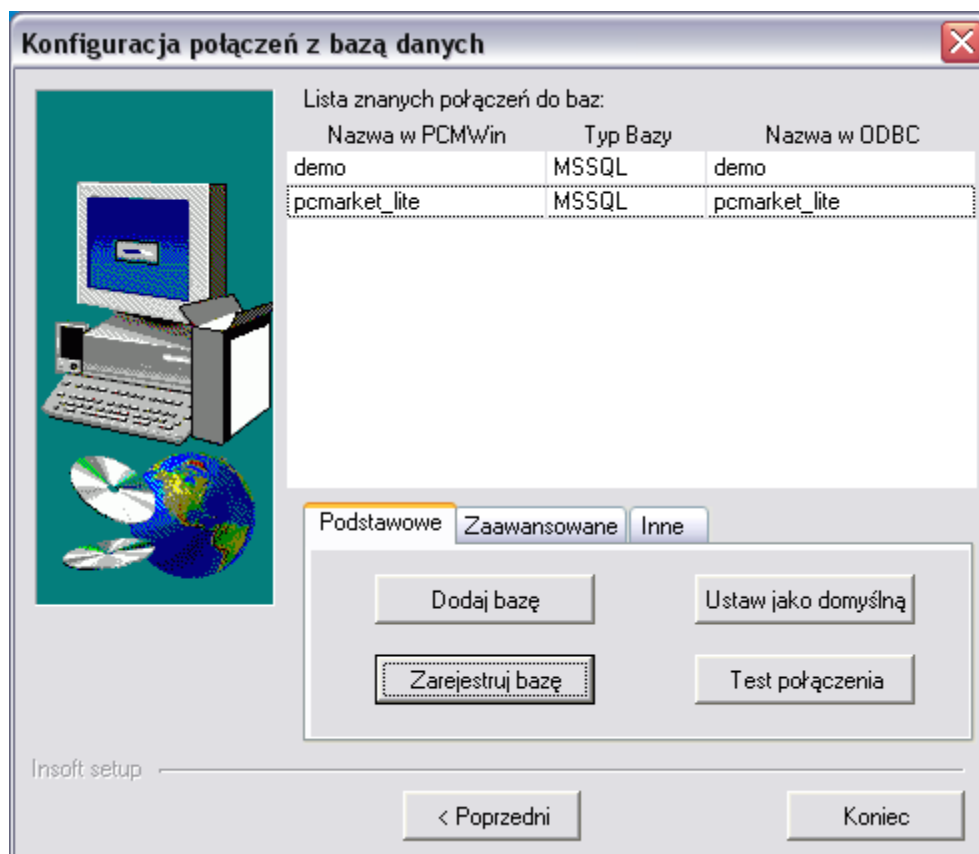 Konfiguracja połączeń z bazą danych
Lista znanych połączeń do baz:
Nazwa w PCMWin Typ Bazy Nazwa w ODBC
demo MSSQL demo
pcmarket_lite MSSQL pcmarket_lite
Podstawowe Zaawansowane Inne
Dodaj bazę Ustaw jako domyślną
Zarejestruj bazę Test połączenia
Insoft setup
< Poprzedni Koniec